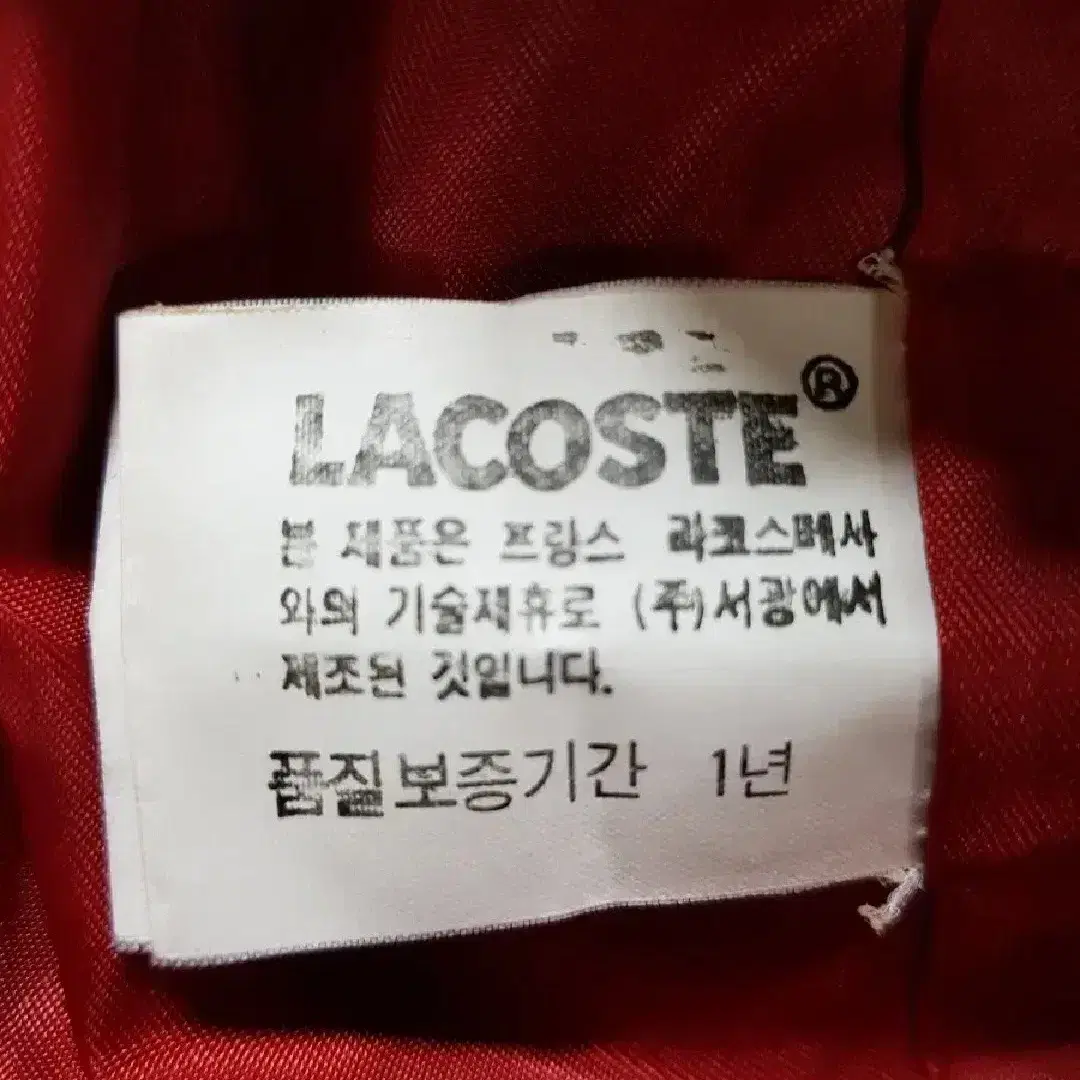 LACOSTE®
본 제품은 프랑스 라코스떼사
와의 기술제휴로 (주)서광에서
제조된 것입니다.
품질보증기간 1년